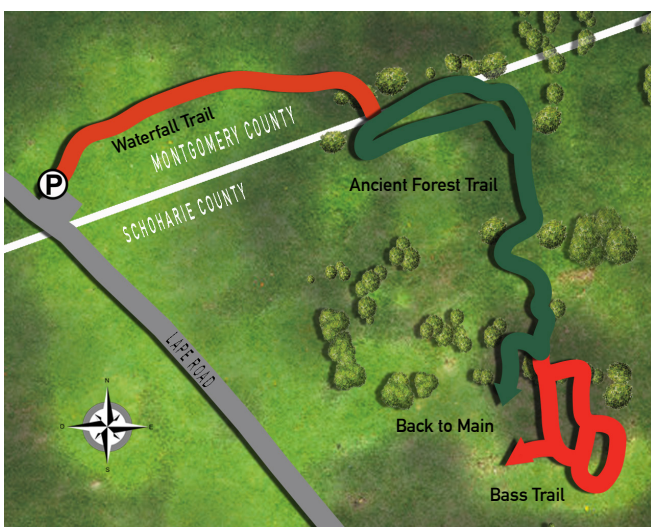 Waterfall Trail
MONTGOMERY COUNTY
P
SCHOHARIE COUNTY
Ancient Forest Trail
LAPE ROAD
N
O
E
S
Back to Main
Bass Trail